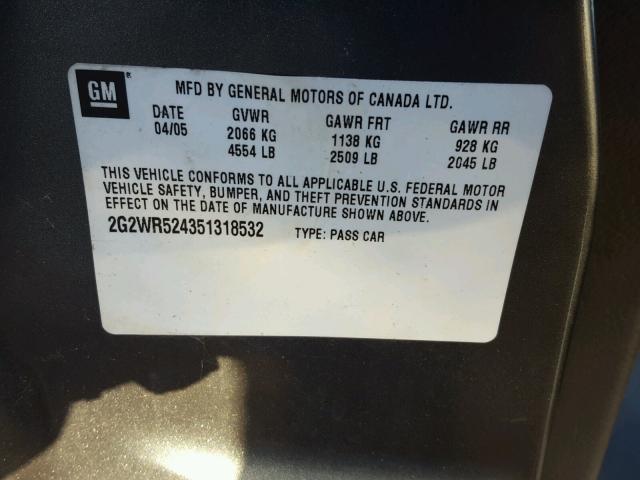 GM
MFD BY GENERAL MOTORS OF CANADA LTD.
DATE GVWR GAWR FRT GAWR RR
04/05 2066 KG 1138 KG 928 KG
4554 LB 2509 LB 2045 LB
THIS VEHICLE CONFORMS TO ALL APPLICABLE U.S. FEDERAL MOTOR
VEHICLE SAFETY, BUMPER, AND THEFT PREVENTION STANDARDS IN
EFFECT ON THE DATE OF MANUFACTURE SHOWN ABOVE.
2G2WR524351318532 TYPE: PASS CAR